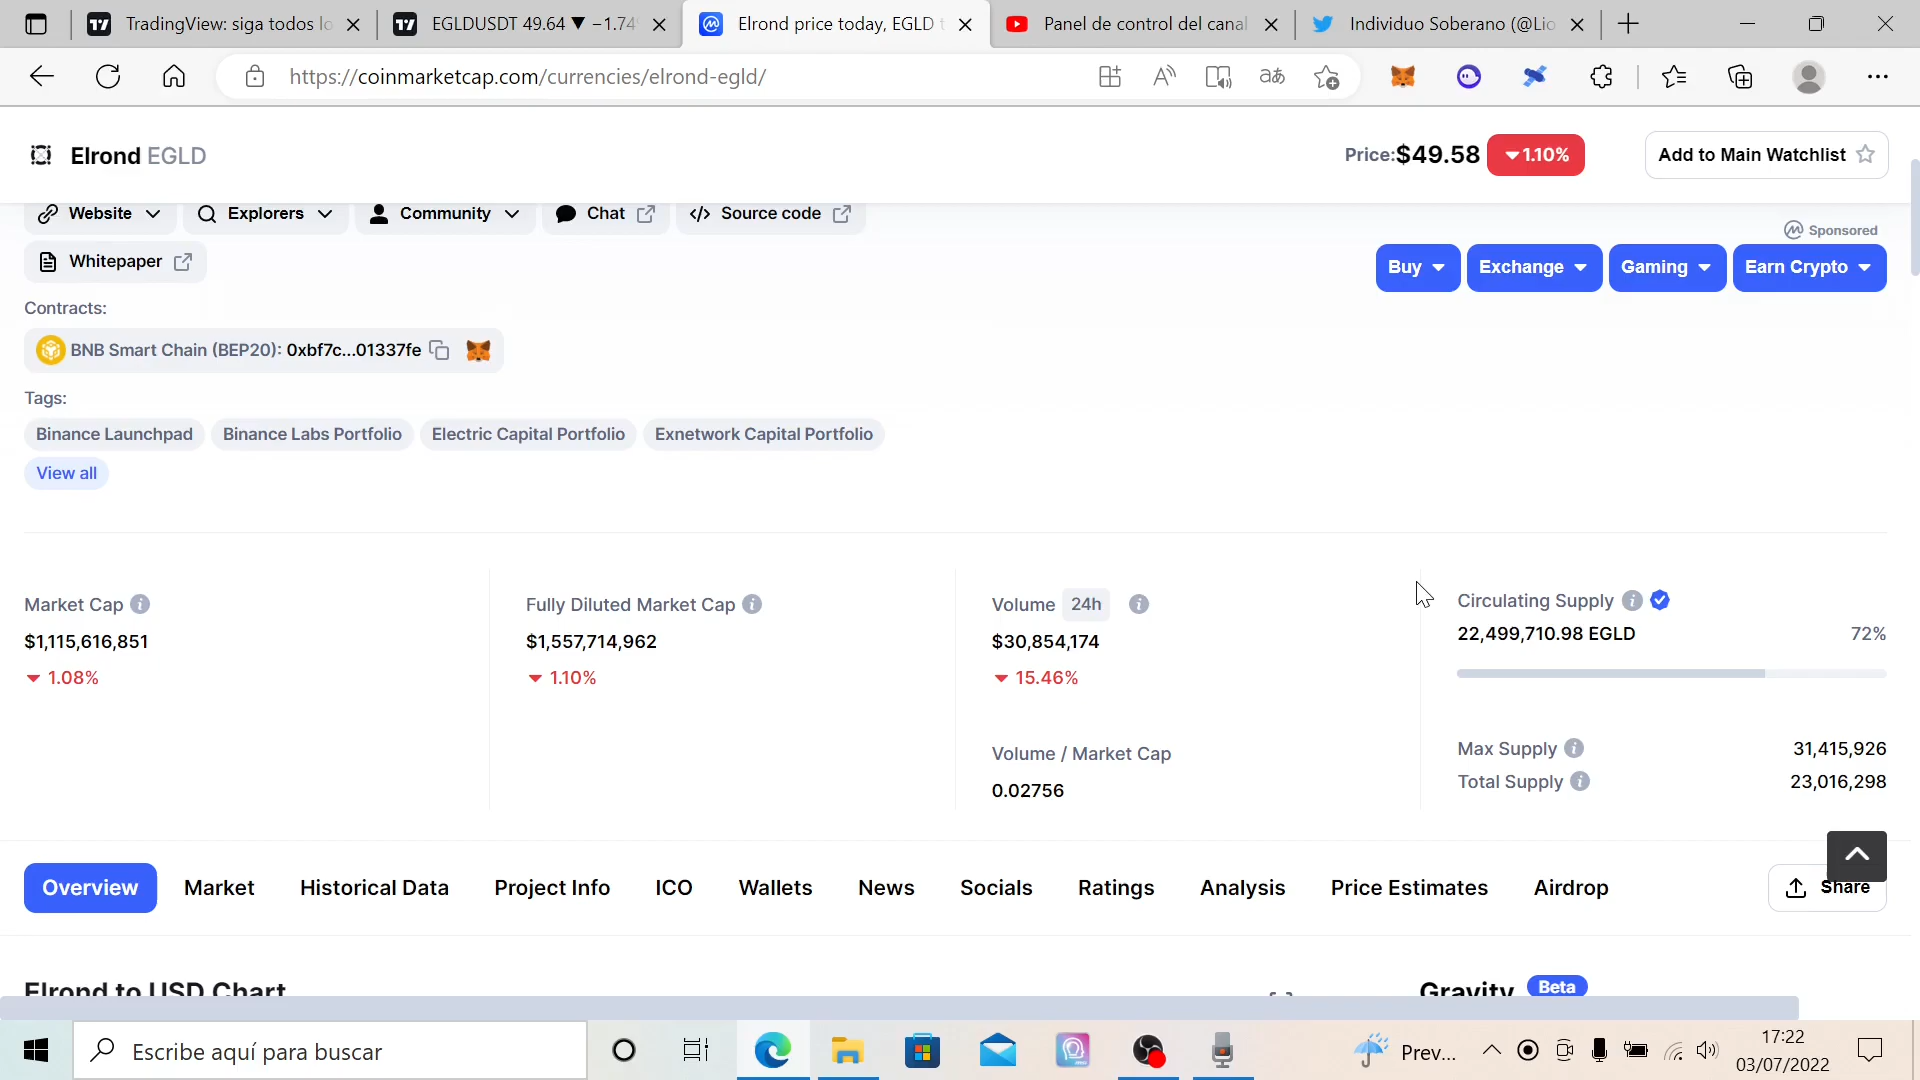 TradingView: siga todos lo
EGLDUSDT 49.64 ▼ −1.74
Elrond price today, EGLD t
Panel de control del canal
Individuo Soberano (@Lio
https://coinmarketcap.com/currencies/elrond-egld/
Elrond EGLD
Price: $49.58
1.10%
Add to Main Watchlist
Website
Explorers
Community
Chat
Source code
Sponsored
Whitepaper
Buy
Exchange
Gaming
Earn Crypto
Contracts:
BNB Smart Chain (BEP20): 0xbf7c...01337fe
Tags:
Binance Launchpad
Binance Labs Portfolio
Electric Capital Portfolio
Exnetwork Capital Portfolio
View all
Market Cap
$1,115,616,851
1.08%
Fully Diluted Market Cap
$1,557,714,962
1.10%
Volume 24h
$30,854,174
15.46%
Volume / Market Cap
0.02756
Circulating Supply
22,499,710.98 EGLD 72%
Max Supply 31,415,926
Total Supply 23,016,298
Overview
Market
Historical Data
Project Info
ICO
Wallets
News
Socials
Ratings
Analysis
Price Estimates
Airdrop
Share
Elrond to USD Chart
Gravity Beta
Escribe aquí para buscar
Prev...
17:22
03/07/2022